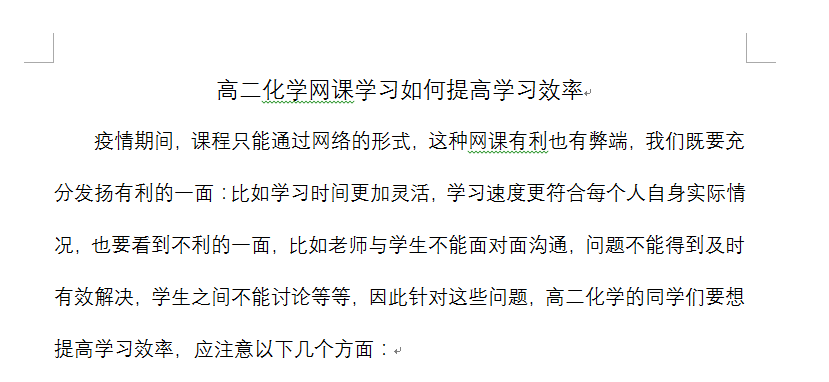 高二化学网课学习如何提高学习效率
疫情期间，课程只能通过网络的形式，这种网课有利也有弊端，我们既要充
分发扬有利的一面：比如学习时间更加灵活，学习速度更符合每个人自身实际情
况，也要看到不利的一面，比如老师与学生不能面对面沟通，问题不能得到及时
有效解决，学生之间不能讨论等等，因此针对这些问题，高二化学的同学们要想
提高学习效率，应注意以下几个方面：